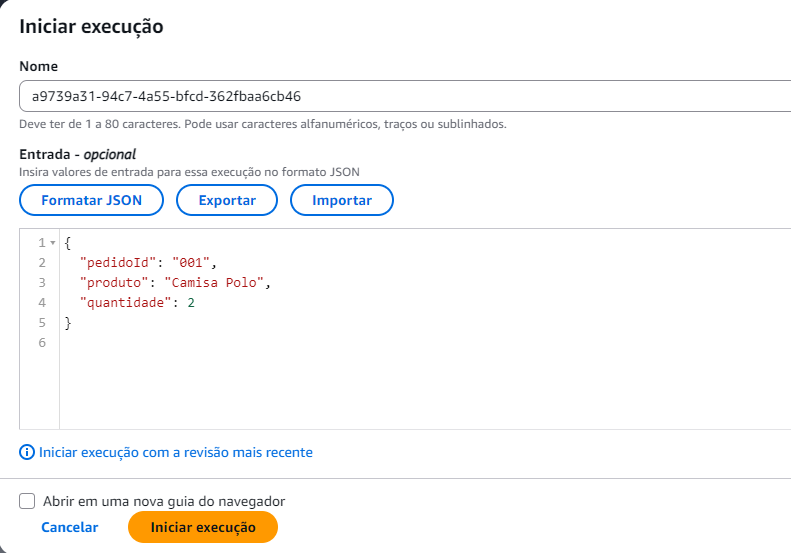 Iniciar execução
Nome
a9739a31-94c7-4a55-bfcd-362fbaa6cb46
Deve ter de 1 a 80 caracteres. Pode usar caracteres alfanuméricos, traços ou sublinhados.
Entrada - opcional
Insira valores de entrada para essa execução no formato JSON
Formatar JSON Exportar Importar
1 {
2 "pedidoId": "001",
3 "produto": "Camisa Polo",
4 "quantidade": 2
5 }
6
Iniciar execução com a revisão mais recente
Abrir em uma nova guia do navegador
Cancelar Iniciar execução